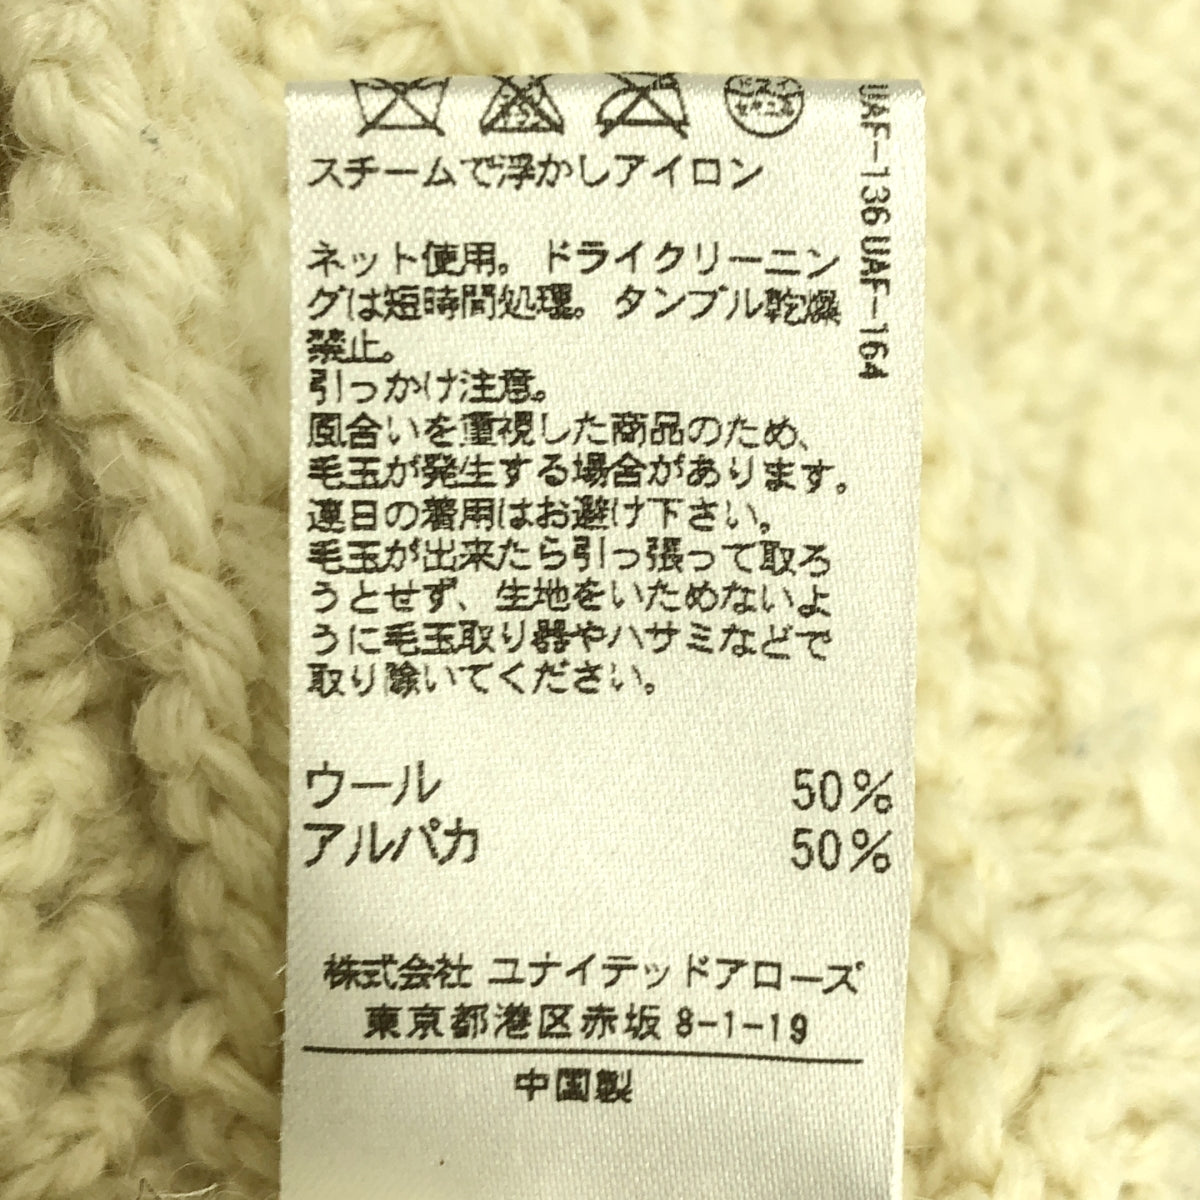 ドライ
セキユ系
スチームで浮かしアイロン
ネット使用。ドライクリーニン
グは短時間処理。タンブル乾燥
禁止。
引っかけ注意。
風合いを重視した商品のため、
毛玉が発生する場合があります。
連日の着用はお避け下さい。
毛玉が出来たら引っ張って取ろ
うとせず、生地をいためないよ
うに毛玉取り器やハサミなどで
取り除いてください。
ウール 50%
アルパカ 50%
株式会社 ユナイテッドアローズ
東京都港区赤坂 8-1-19
中国製
UAF-136 UAF-164